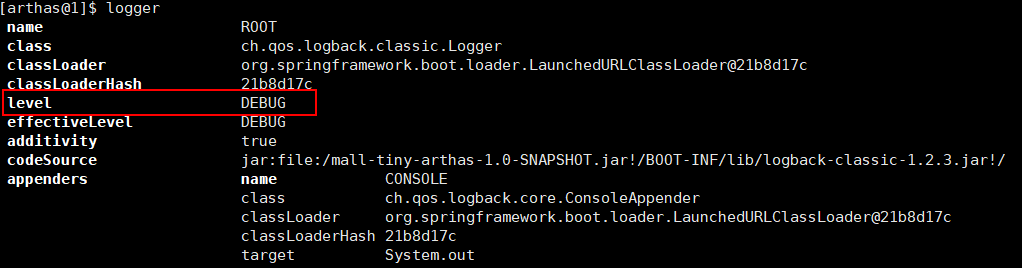 [arthas@1]$ logger
name ROOT
class ch.qos.logback.classic.Logger
classLoader org.springframework.boot.loader.LaunchedURLClassLoader@21b8d17c
classLoaderHash 21b8d17c
level DEBUG
effectiveLevel DEBUG
additivity true
codeSource jar:file:/mall-tiny-arthas-1.0-SNAPSHOT.jar!/BOOT-INF/lib/logback-classic-1.2.3.jar!/
appenders name CONSOLE
class ch.qos.logback.core.ConsoleAppender
classLoader org.springframework.boot.loader.LaunchedURLClassLoader@21b8d17c
classLoaderHash 21b8d17c
target System.out